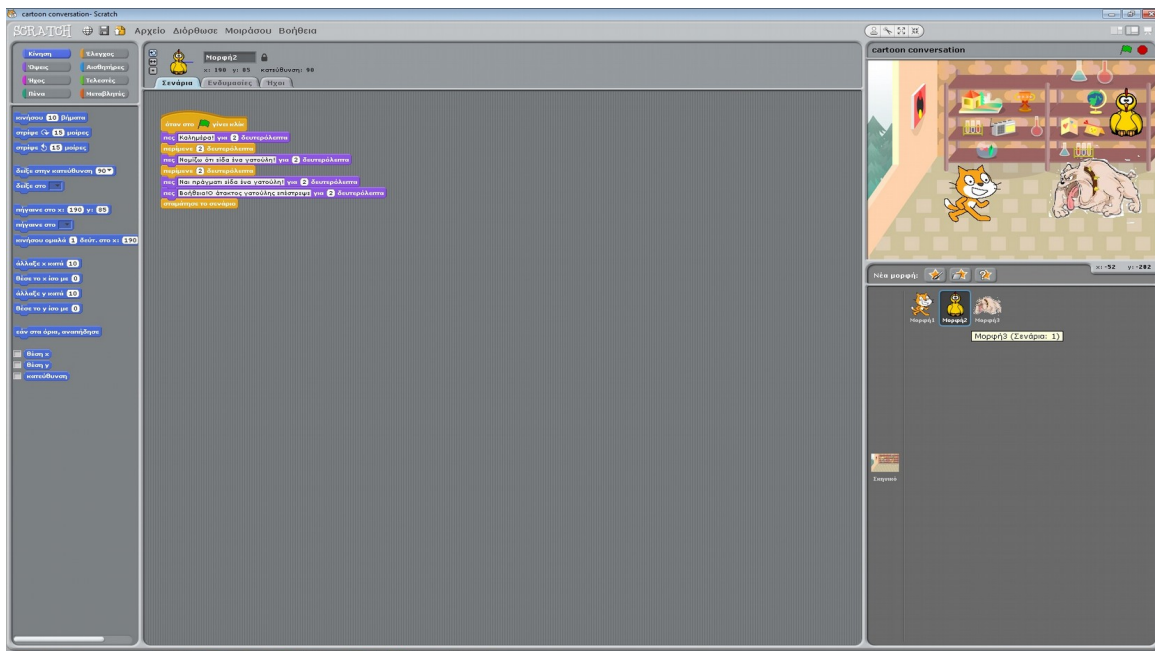 cartoon conversation- Scratch
SCRATCH Αρχείο Διόρθωσε Μοιράσου Βοήθεια
Κίνηση Έλεγχος
Όψεις Αισθητήρες
Ήχος Τελεστές
Πένα Μεταβλητές
κινήσου 10 βήματα
στρίψε 15 μοίρες
στρίψε 15 μοίρες
δείξε στην κατεύθυνση 90
δείξε στο
πήγαινε στο x: 190 y: 85
πήγαινε στο
κινήσου ομαλά 1 δεύτ. στο x: 190
άλλαξε x κατά 10
θέσε το x ίσο με 0
άλλαξε y κατά 10
θέσε το y ίσο με 0
εάν στα όρια, αναπήδησε
θέση x
θέση y
κατεύθυνση
Μορφή2
x: 190 y: 85 κατεύθυνση: 90
Σενάρια Ενδυμασίες Ήχοι
όταν στο γίνει κλικ
πες Καλημέρα! για 2 δευτερόλεπτα
περίμενε 2 δευτερόλεπτα
πες Νομίζω ότι είδα ένα γατούλη! για 2 δευτερόλεπτα
περίμενε 2 δευτερόλεπτα
πες Ναι πράγματι είδα ένα γατούλη! για 2 δευτερόλεπτα
πες Βοήθεια!Ο άτακτος γατούλης επέστρεψε για 2 δευτερόλεπτα
σταμάτησε το σενάριο
cartoon conversation
x: -52 y: -202
Νέα μορφή:
Μορφή1 Μορφή2 Μορφή3
Μορφή3 (Σενάρια: 1)
Σκηνικό